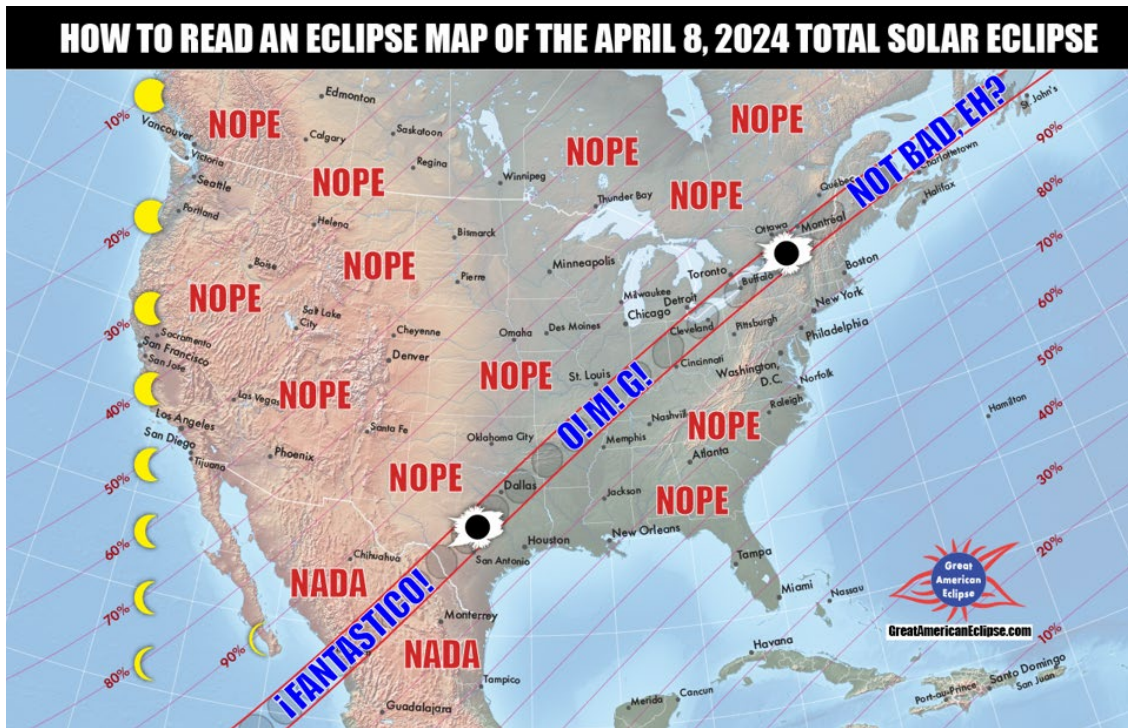 HOW TO READ AN ECLIPSE MAP OF THE APRIL 8, 2024 TOTAL SOLAR ECLIPSE
10%
Vancouver
Victoria
Seattle
Portland
20%
NOPE
Edmonton
Calgary
Saskatoon
Regina
NOPE
Winnipeg
NOPE
Thunder Bay
NOPE
NOPE
NOT BAD, EH?
St. John's
90%
Charlottetown
Halifax
80%
Québec
Montréal
Ottawa
70%
Helena
NOPE
Bismarck
Pierre
Minneapolis
Boise
NOPE
Salt Lake
City
Cheyenne
Denver
Omaha
Des Moines
Milwaukee
Chicago
Detroit
Toronto
Buffalo
Boston
New York
60%
Cleveland
Pittsburgh
Philadelphia
Cincinnati
Washington,
D.C.
Norfolk
50%
30%
Sacramento
San Francisco
San Jose
40%
Las Vegas
NOPE
Santa Fe
NOPE
St. Louis
O! M! G!
Nashville
Memphis
NOPE
Raleigh
Atlanta
Hamilton
40%
Los Angeles
San Diego
Tijuana
Phoenix
50%
Oklahoma City
NOPE
Dallas
Jackson
NOPE
30%
60%
Chihuahua
San Antonio
Houston
New Orleans
Tampa
20%
Great
American
Eclipse
GreatAmericanEclipse.com
70%
NADA
¡FANTASTICO!
Monterrey
Miami
Nassau
80%
90%
NADA
Tampico
Guadalajara
Havana
Merida
Cancun
10%
Port-au-Prince
Santo Domingo
San Juan